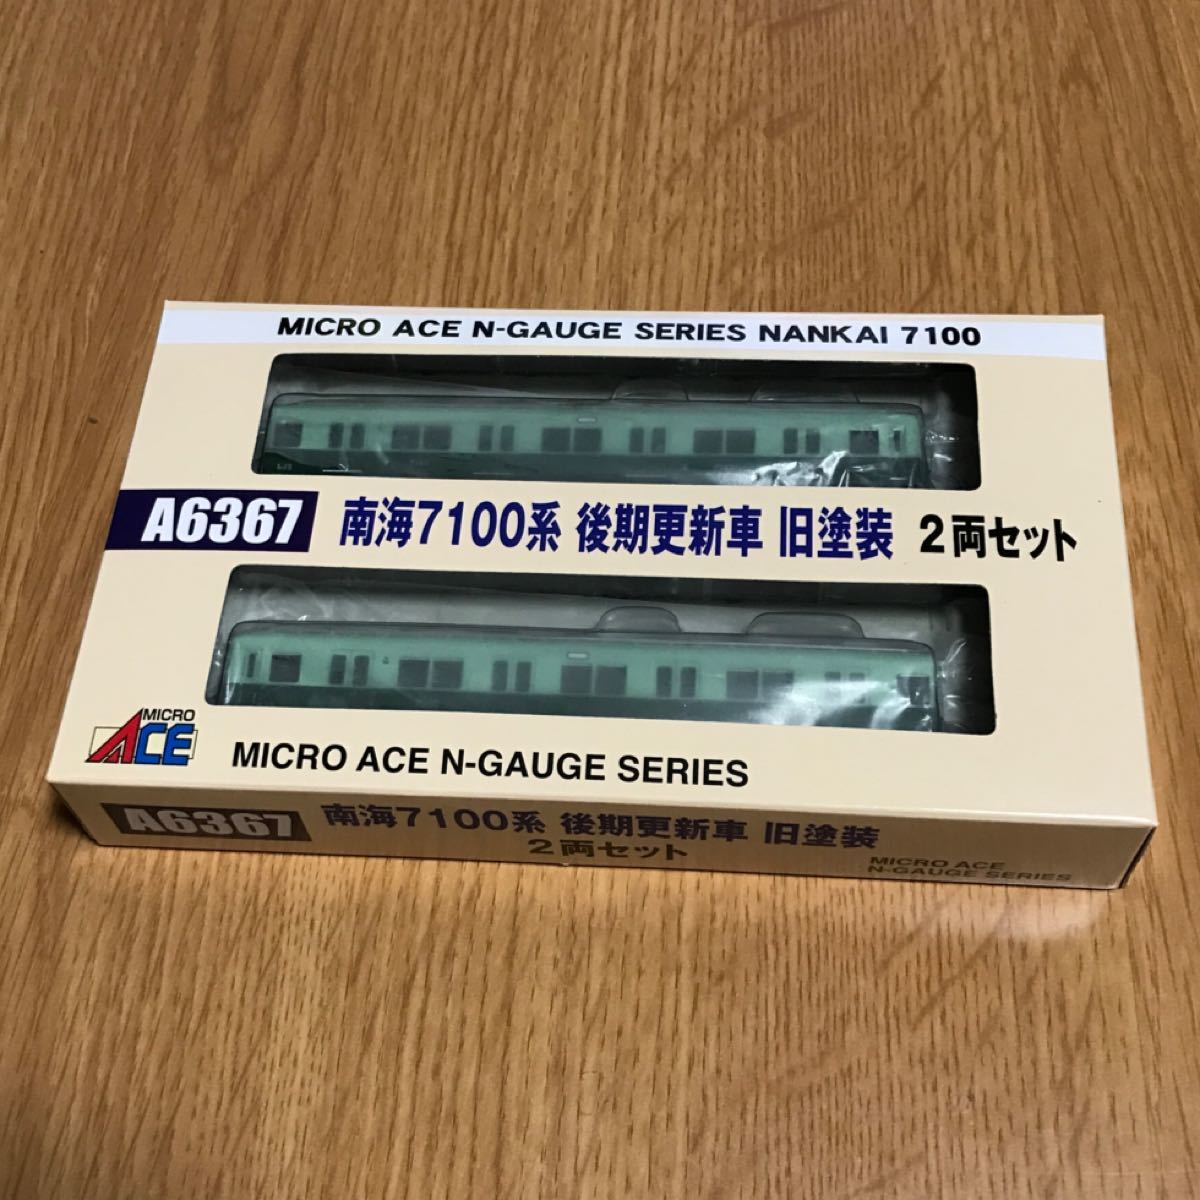 MICRO ACE N-GAUGE SERIES NANKAI 7100
A6367 南海7100系 後期更新車 旧塗装 2両セット
MICRO
ACE
MICRO ACE N-GAUGE SERIES
A6367 南海7100系 後期更新車 旧塗装
2両セット
MICRO ACE
N-GAUGE SERIES